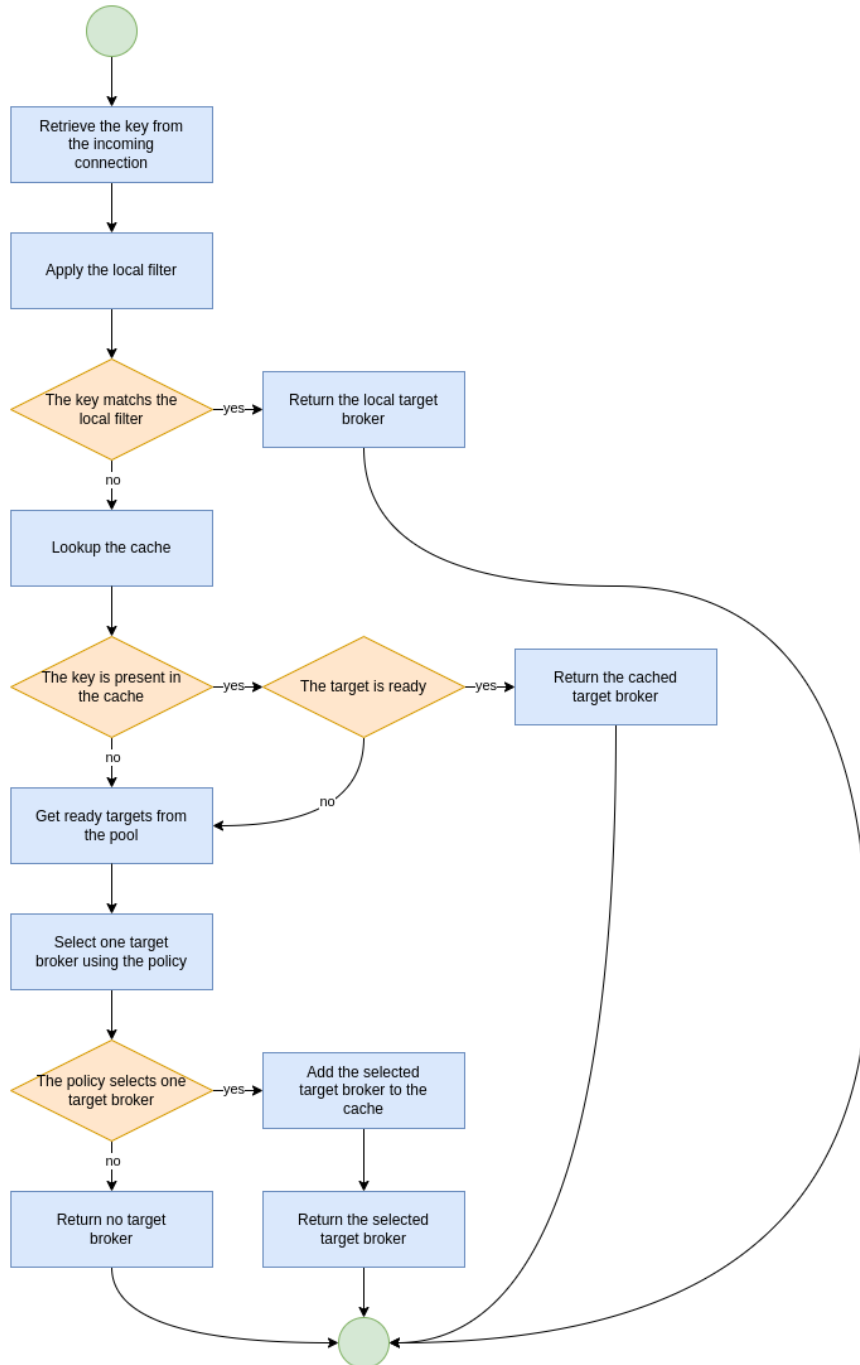 Retrieve the key from
the incoming
connection
Apply the local filter
The key matchs the
local filter
yes
Return the local target
broker
no
Lookup the cache
The key is present in
the cache
yes
The target is ready
yes
Return the cached
target broker
no
no
Get ready targets from
the pool
Select one target
broker using the policy
The policy selects one
target broker
yes
Add the selected
target broker to the
cache
no
Return no target
broker
Return the selected
target broker